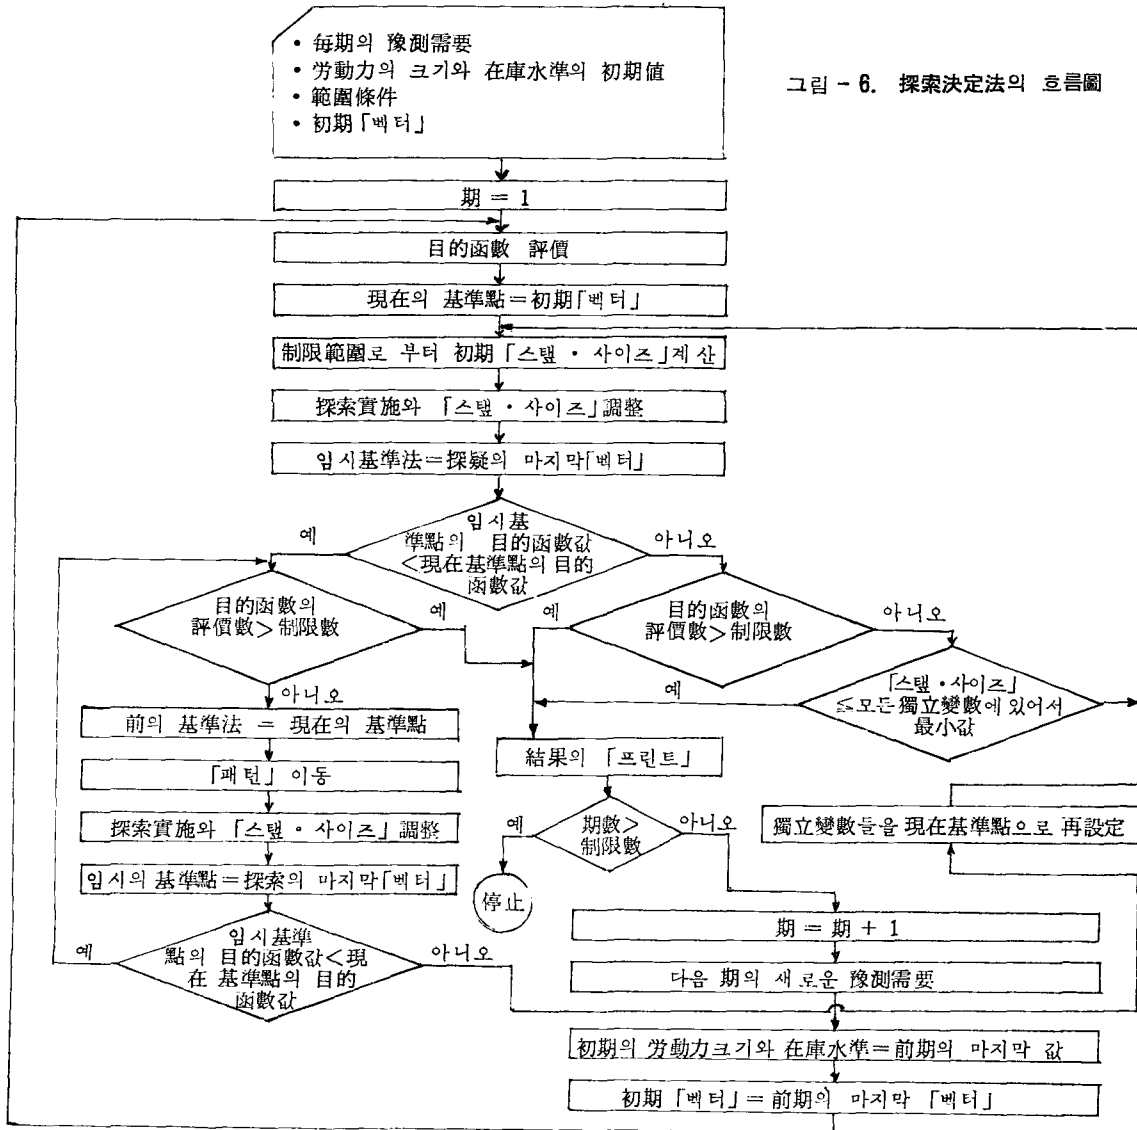 • 每期의 豫測需要
• 労動力의 크기와 在庫水準의 初期値
• 範圍條件
• 初期「벡터」
그림 - 6. 探索決定法의 흐름圖
期 = 1
目的函數 評價
現在의 基準點=初期「벡터」
制限範圍로 부터 初期「스탶 · 사이즈」계산
探索實施와 「스탶 · 사이즈」調整
임시基準法=探疑의 마지막「벡터」
임시基
準點의 目的函數값
<現在基準點의 目的
函數값
예
아니오
目的函數의
評價數> 制限數
예
아니오
目的函數의
評價數> 制限數
예
아니오
「스탶 · 사이즈」
≦모든 獨立變數에 있어서
最小값
예
前의 基準法 = 現在의 基準點
「패턴」이동
探索實施와 「스탶 · 사이즈」調整
임시의 基準點=探索의 마지막「벡터」
임시基準
點의 目的函數값<現
在 基準點의 目的
函數값
예
아니오
結果의 「프린트」
期數>
制限數
예
아니오
停止
獨立變數들을 現在基準點으로 再設定
期 = 期 + 1
다음 期의 새로운 豫測需要
初期의 労動力크기와 在庫水準=前期의 마지막 값
初期「벡터」= 前期의 마지막 「벡터」